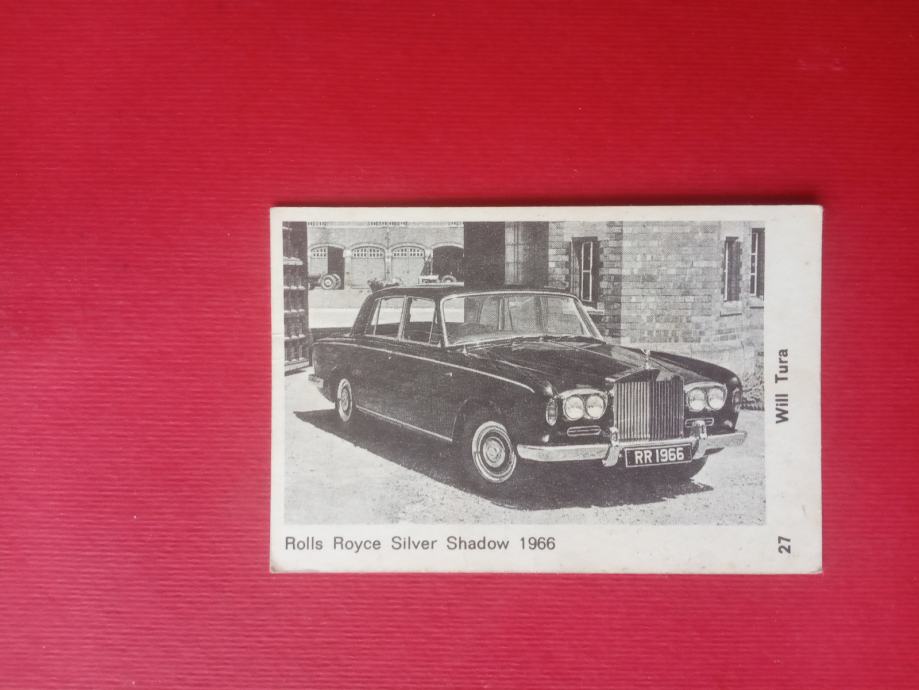 RR 1966
Rolls Royce Silver Shadow 1966
Will Tura
27